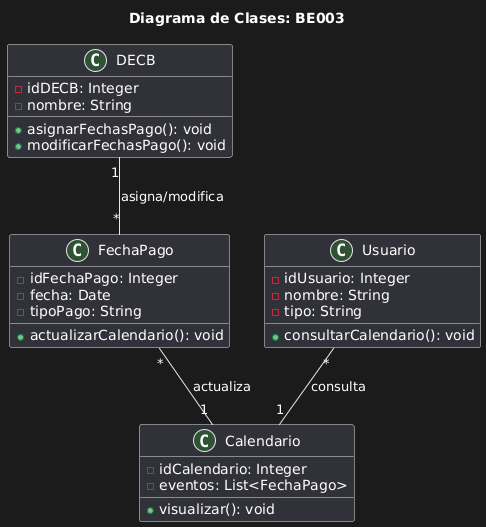 Diagrama de Clases: BE003
C DECB
idDECB: Integer
nombre: String
asignarFechasPago(): void
modificarFechasPago(): void
1
asigna/modifica
*
C FechaPago
idFechaPago: Integer
fecha: Date
tipoPago: String
actualizarCalendario(): void
C Usuario
idUsuario: Integer
nombre: String
tipo: String
consultarCalendario(): void
*
actualiza
1
*
consulta
1
C Calendario
idCalendario: Integer
eventos: List<FechaPago>
visualizar(): void